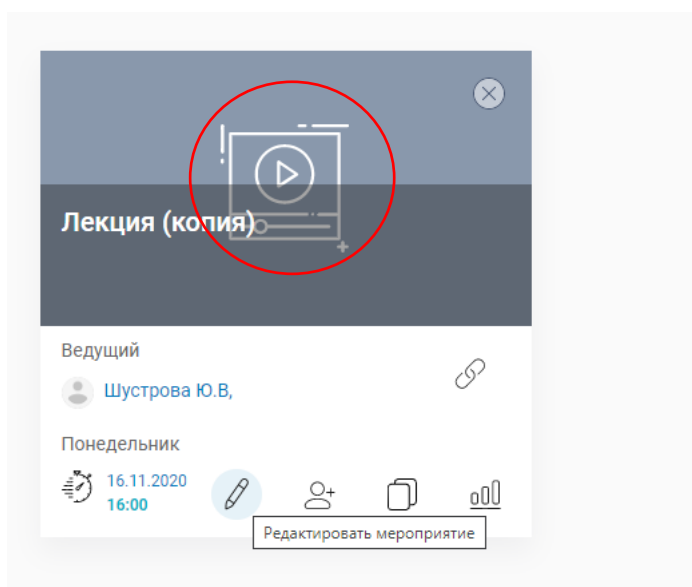 Лекция (копия)
Ведущий
Шустрова Ю.В,
Понедельник
16.11.2020
16:00
Редактировать мероприятие